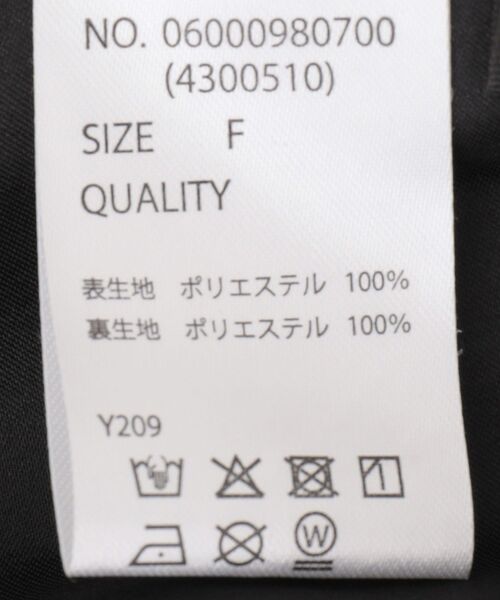 NO. 06000980700
(4300510)
SIZE F
QUALITY
表生地 ポリエステル 100%
裏生地 ポリエステル 100%
Y209
W